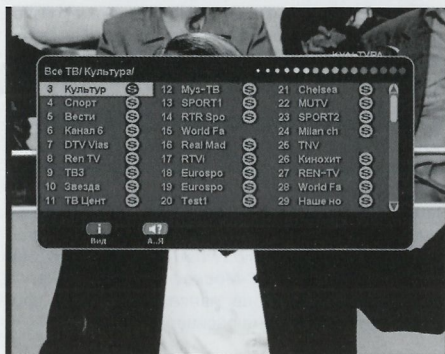 КУЛЬТУРА
Все ТВ/ Культура/
3 Культур S 12 Муз-ТВ S 21 Chelsea S
4 Спорт S 13 SPORT1 S 22 MUTV S
5 Вести S 14 RTR Spo S 23 SPORT2 S
6 Канал 6 S 15 World Fa 24 Milan ch S
7 DTV Vias S 16 Real Mad S 25 TNV
8 Ren TV S 17 RTVi S 26 Кинохит S
9 ТВ3 S 18 Eurospo S 27 REN-TV S
10 Звезда S 19 Eurospo S 28 World Fa S
11 ТВ Цент S 20 Test1 S 29 Наше но S
i
Вид А..Я